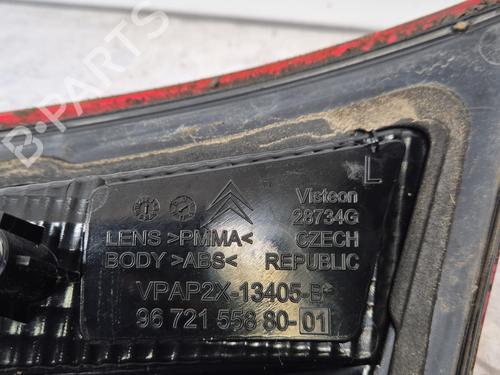 B-PARTS
L
Visteon
28734G
LENS >PMMA< CZECH
BODY >ABS< REPUBLIC
VPAP2X-13405-B
96 721 558 80-01